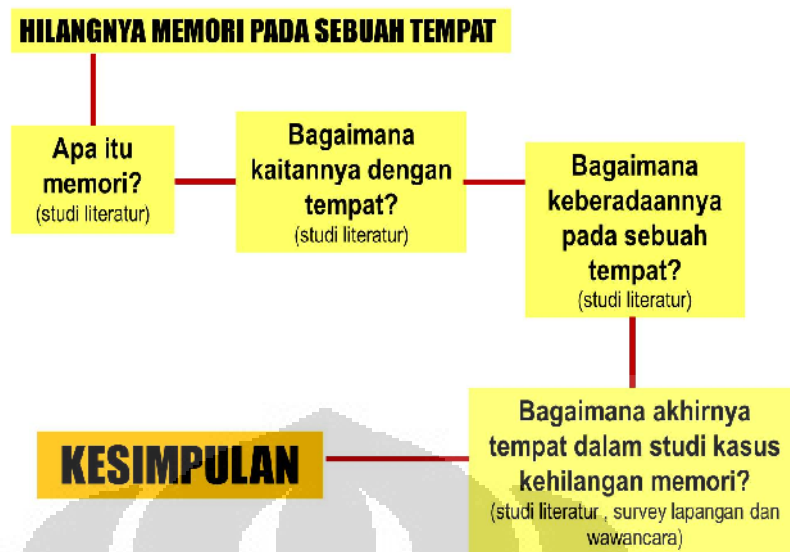 HILANGNYA MEMORI PADA SEBUAH TEMPAT
Apa itu
memori?
(studi literatur)
Bagaimana
kaitannya dengan
tempat?
(studi literatur)
Bagaimana
keberadaannya
pada sebuah
tempat?
(studi literatur)
Bagaimana akhirnya
tempat dalam studi kasus
kehilangan memori?
(studi literatur , survey lapangan dan
wawancara)
KESIMPULAN